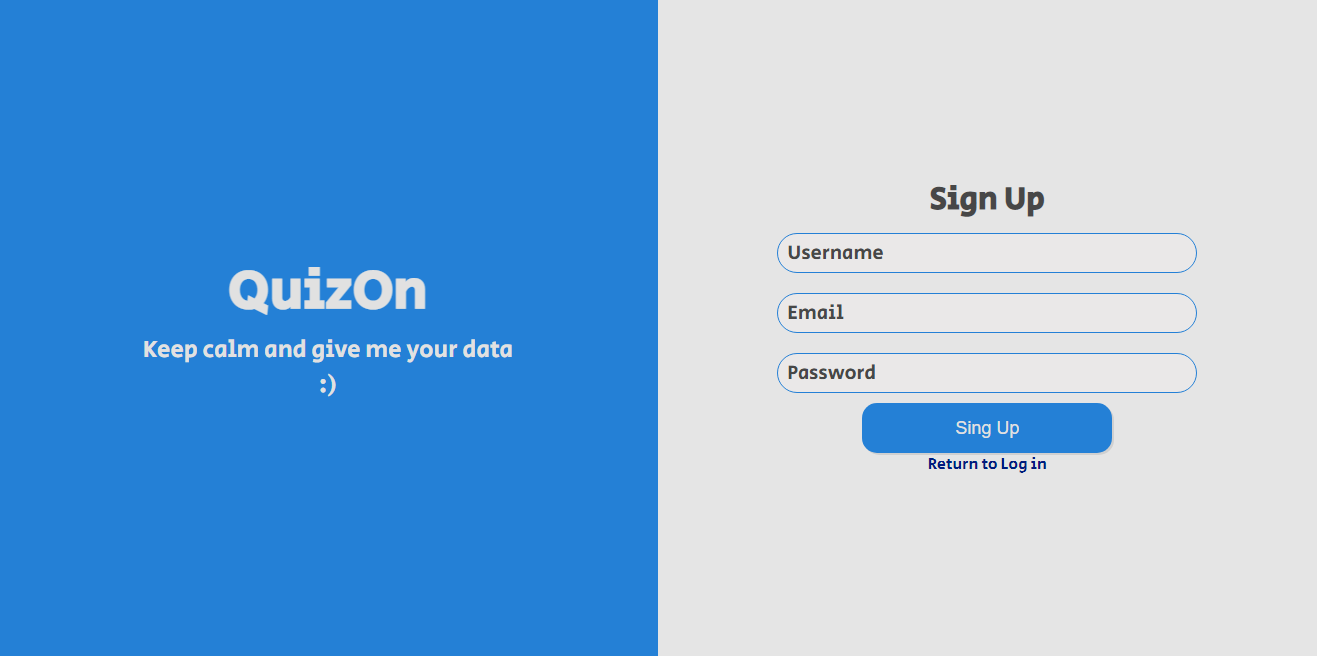 QuizOn
Keep calm and give me your data
:)
Sign Up
Username
Email
Password
Sing Up
Return to Log in